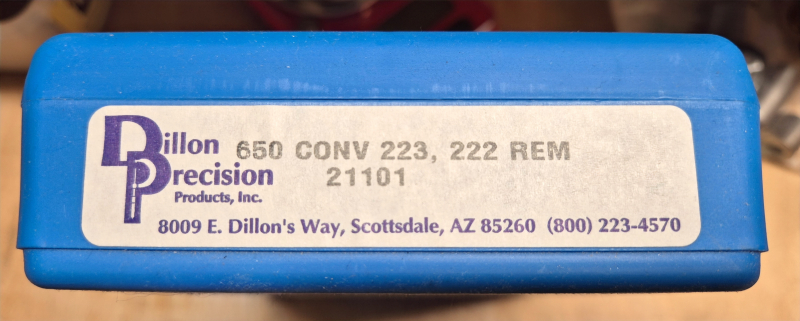 Dillon
Precision
Products, Inc.
650 CONV 223, 222 REM
21101
8009 E. Dillon's Way, Scottsdale, AZ 85260 (800) 223-4570